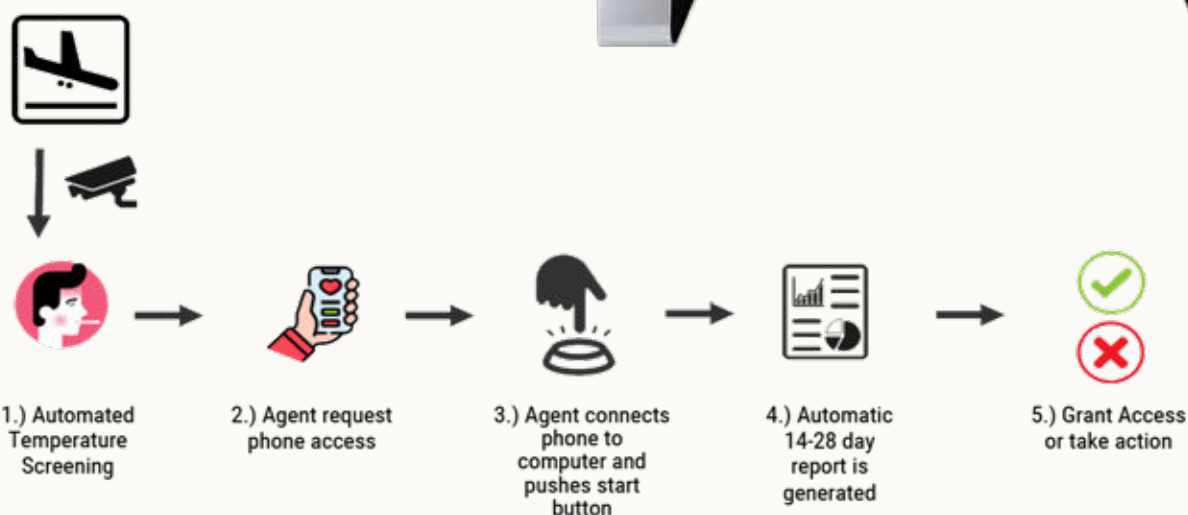 1.) Automated
Temperature
Screening
2.) Agent request
phone access
3.) Agent connects
phone to
computer and
pushes start
button
4.) Automatic
14-28 day
report is
generated
5.) Grant Access
or take action